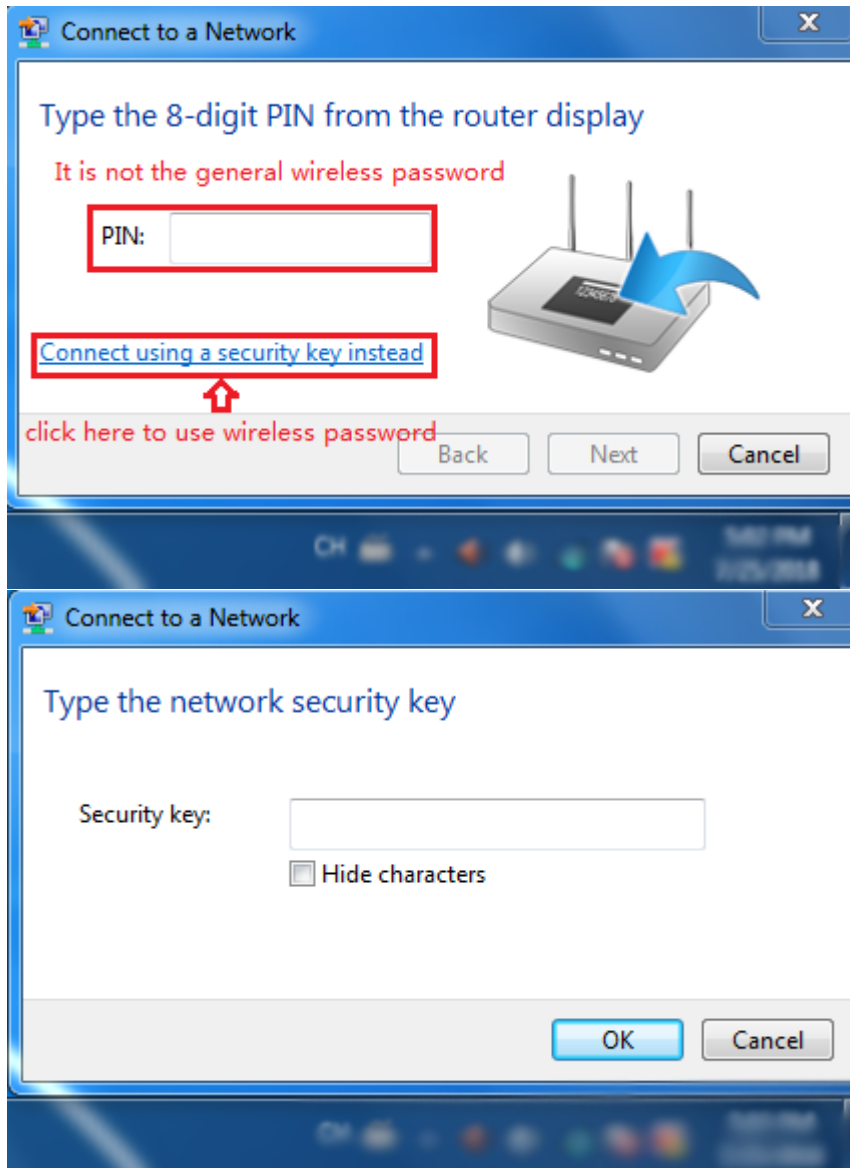 Connect to a Network
Type the 8-digit PIN from the router display
It is not the general wireless password
PIN:
12345678
Connect using a security key instead
click here to use wireless password
Back Next Cancel
CH
Connect to a Network
Type the network security key
Security key:
Hide characters
OK Cancel